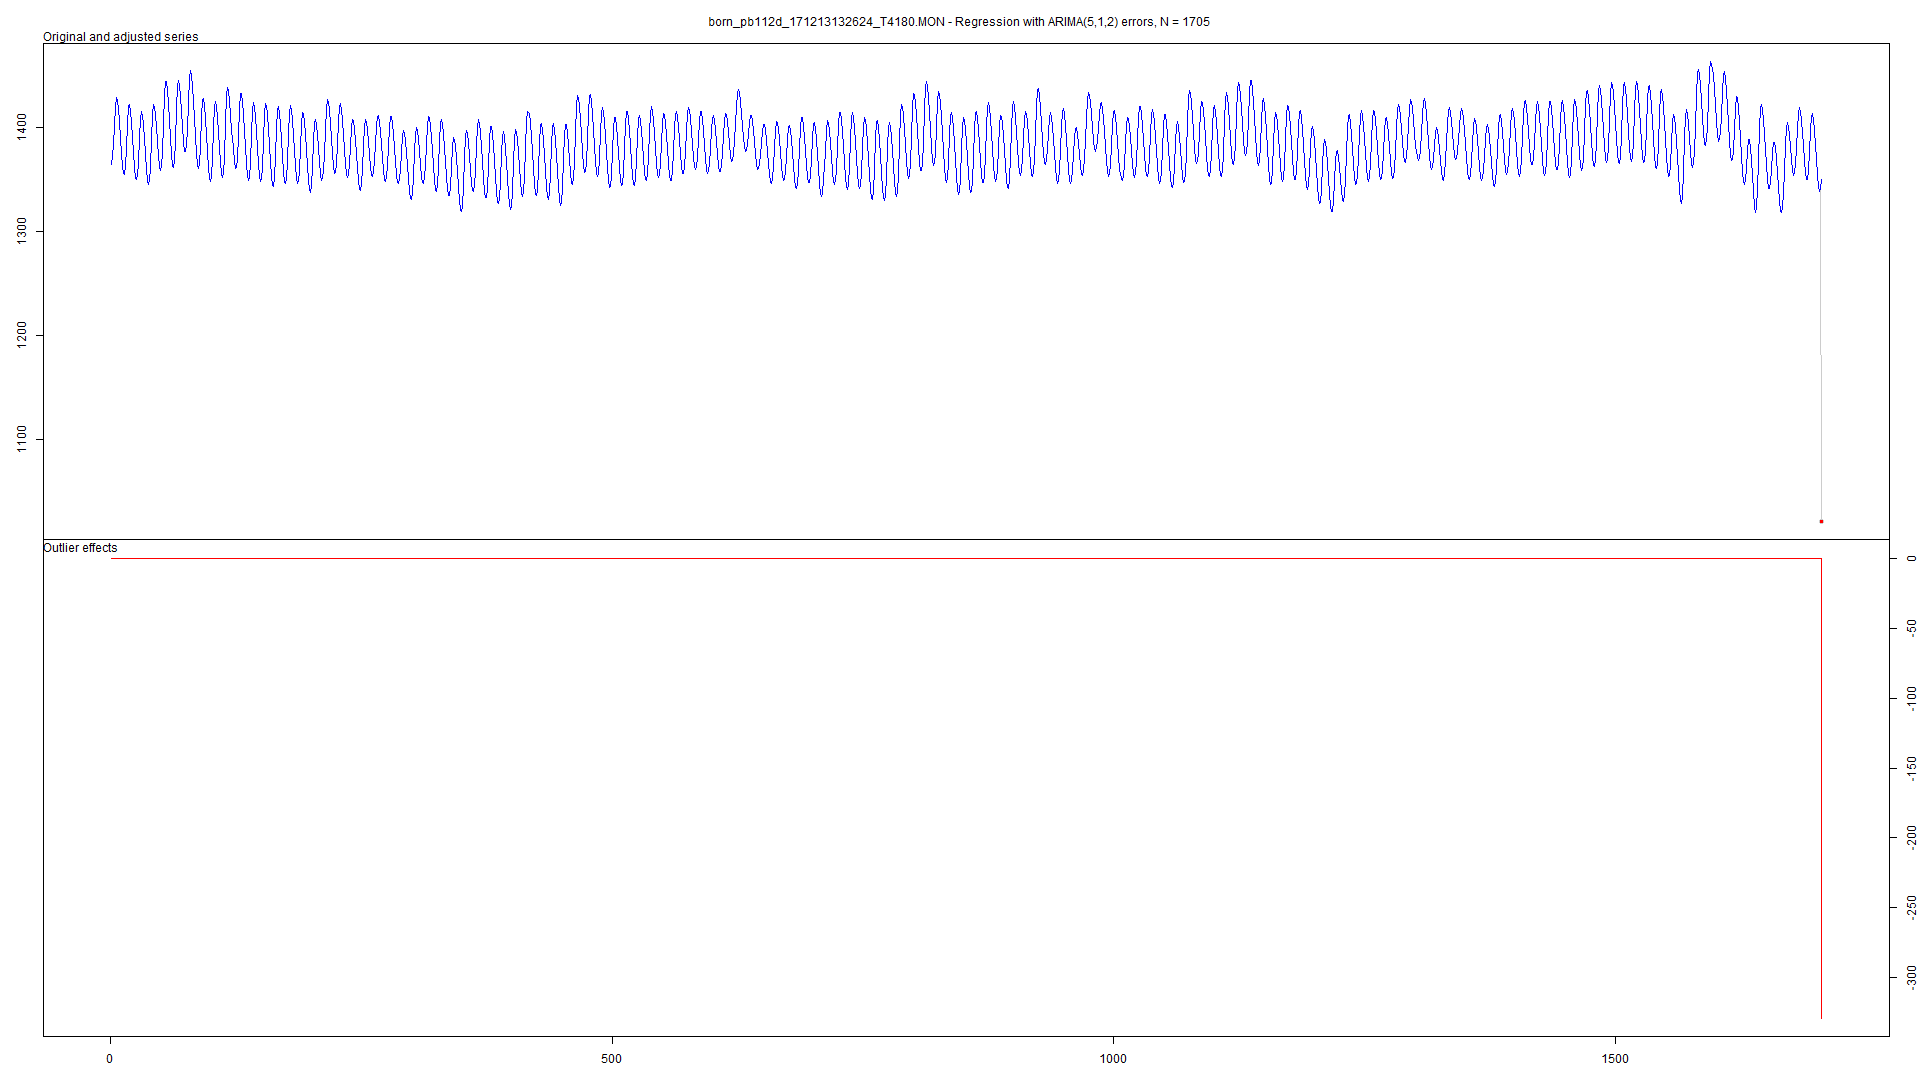 born_pb112d_171213132624_T4180.MON - Regression with ARIMA(5,1,2) errors, N = 1705
Original and adjusted series
1400
1300
1200
1100
Outlier effects
0
-50
-100
-150
-200
-250
-300
0 500 1000 1500